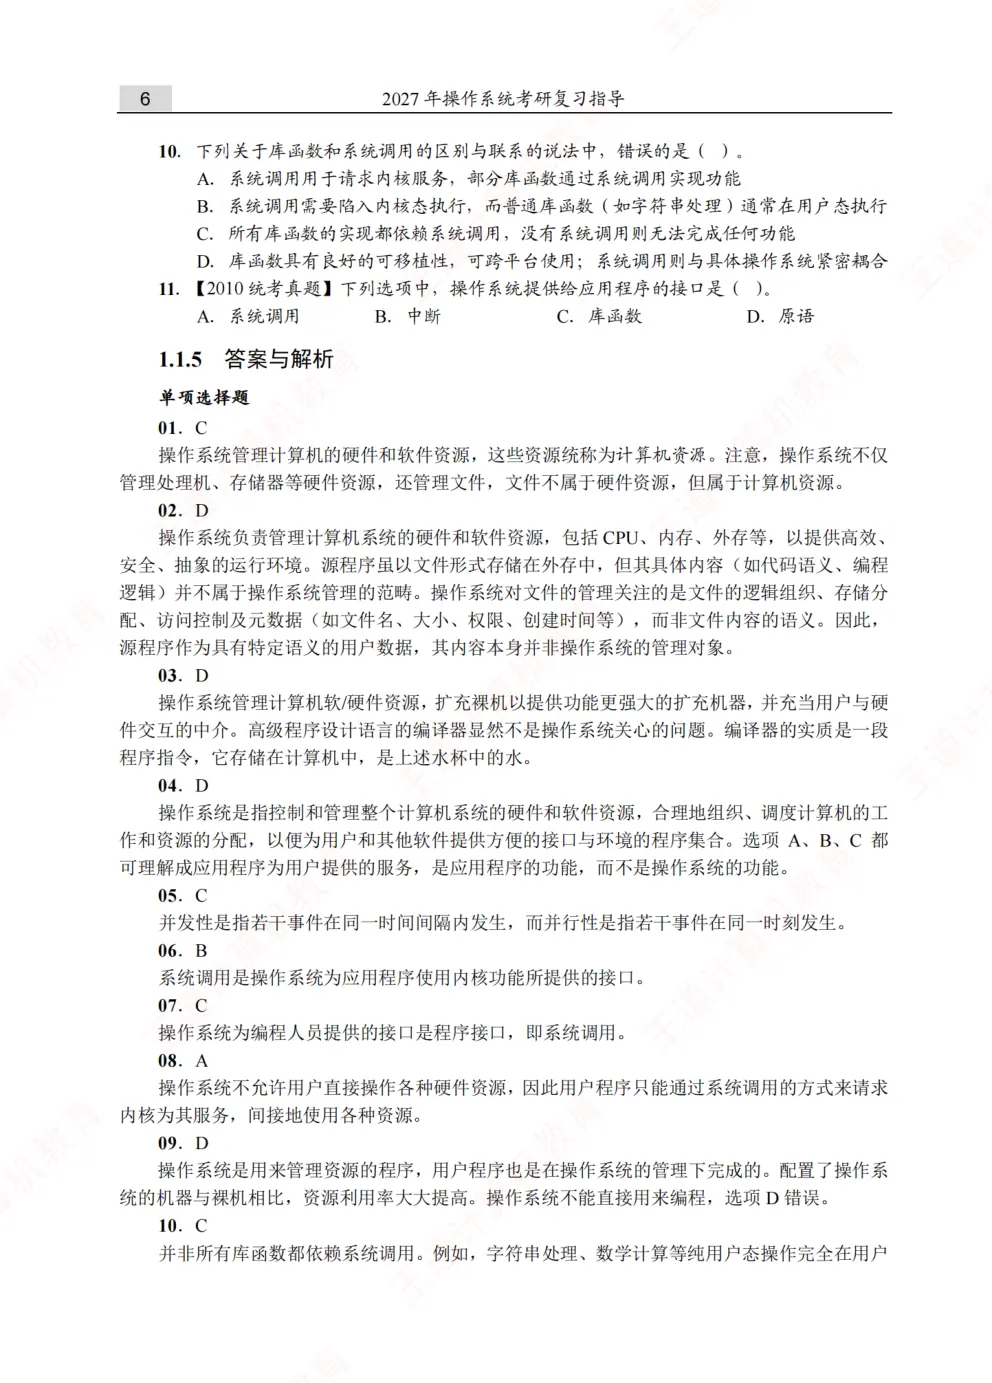 6
2027 年操作系统考研复习指导
10. 下列关于库函数和系统调用的区别与联系的说法中，错误的是（ ）。
A. 系统调用用于请求内核服务，部分库函数通过系统调用实现功能
B. 系统调用需要陷入内核态执行，而普通库函数（如字符串处理）通常在用户态执行
C. 所有库函数的实现都依赖系统调用，没有系统调用则无法完成任何功能
D. 库函数具有良好的可移植性，可跨平台使用；系统调用则与具体操作系统紧密耦合
11. 【2010 统考真题】下列选项中，操作系统提供给应用程序的接口是（ ）。
A. 系统调用 B. 中断 C. 库函数 D. 原语
1.1.5 答案与解析
单项选择题
01. C
操作系统管理计算机的硬件和软件资源，这些资源统称为计算机资源。注意，操作系统不仅
管理处理机、存储器等硬件资源，还管理文件，文件不属于硬件资源，但属于计算机资源。
02. D
操作系统负责管理计算机系统的硬件和软件资源，包括 CPU、内存、外存等，以提供高效、
安全、抽象的运行环境。源程序虽以文件形式存储在外存中，但其具体内容（如代码语义、编程
逻辑）并不属于操作系统管理的范畴。操作系统对文件的管理关注的是文件的逻辑组织、存储分
配、访问控制及元数据（如文件名、大小、权限、创建时间等），而非文件内容的语义。因此，
源程序作为具有特定语义的用户数据，其内容本身并非操作系统的管理对象。
03. D
操作系统管理计算机软/硬件资源，扩充裸机以提供功能更强大的扩充机器，并充当用户与硬
件交互的中介。高级程序设计语言的编译器显然不是操作系统关心的问题。编译器的实质是一段
程序指令，它存储在计算机中，是上述水杯中的水。
04. D
操作系统是指控制和管理整个计算机系统的硬件和软件资源，合理地组织、调度计算机的工
作和资源的分配，以便为用户和其他软件提供方便的接口与环境的程序集合。选项 A、B、C 都
可理解成应用程序为用户提供的服务，是应用程序的功能，而不是操作系统的功能。
05. C
并发性是指若干事件在同一时间间隔内发生，而并行性是指若干事件在同一时刻发生。
06. B
系统调用是操作系统为应用程序使用内核功能所提供的接口。
07. C
操作系统为编程人员提供的接口是程序接口，即系统调用。
08. A
操作系统不允许用户直接操作各种硬件资源，因此用户程序只能通过系统调用的方式来请求
内核为其服务，间接地使用各种资源。
09. D
操作系统是用来管理资源的程序，用户程序也是在操作系统的管理下完成的。配置了操作系
统的机器与裸机相比，资源利用率大大提高。操作系统不能直接用来编程，选项 D 错误。
10. C
并非所有库函数都依赖系统调用。例如，字符串处理、数学计算等纯用户态操作完全在用户